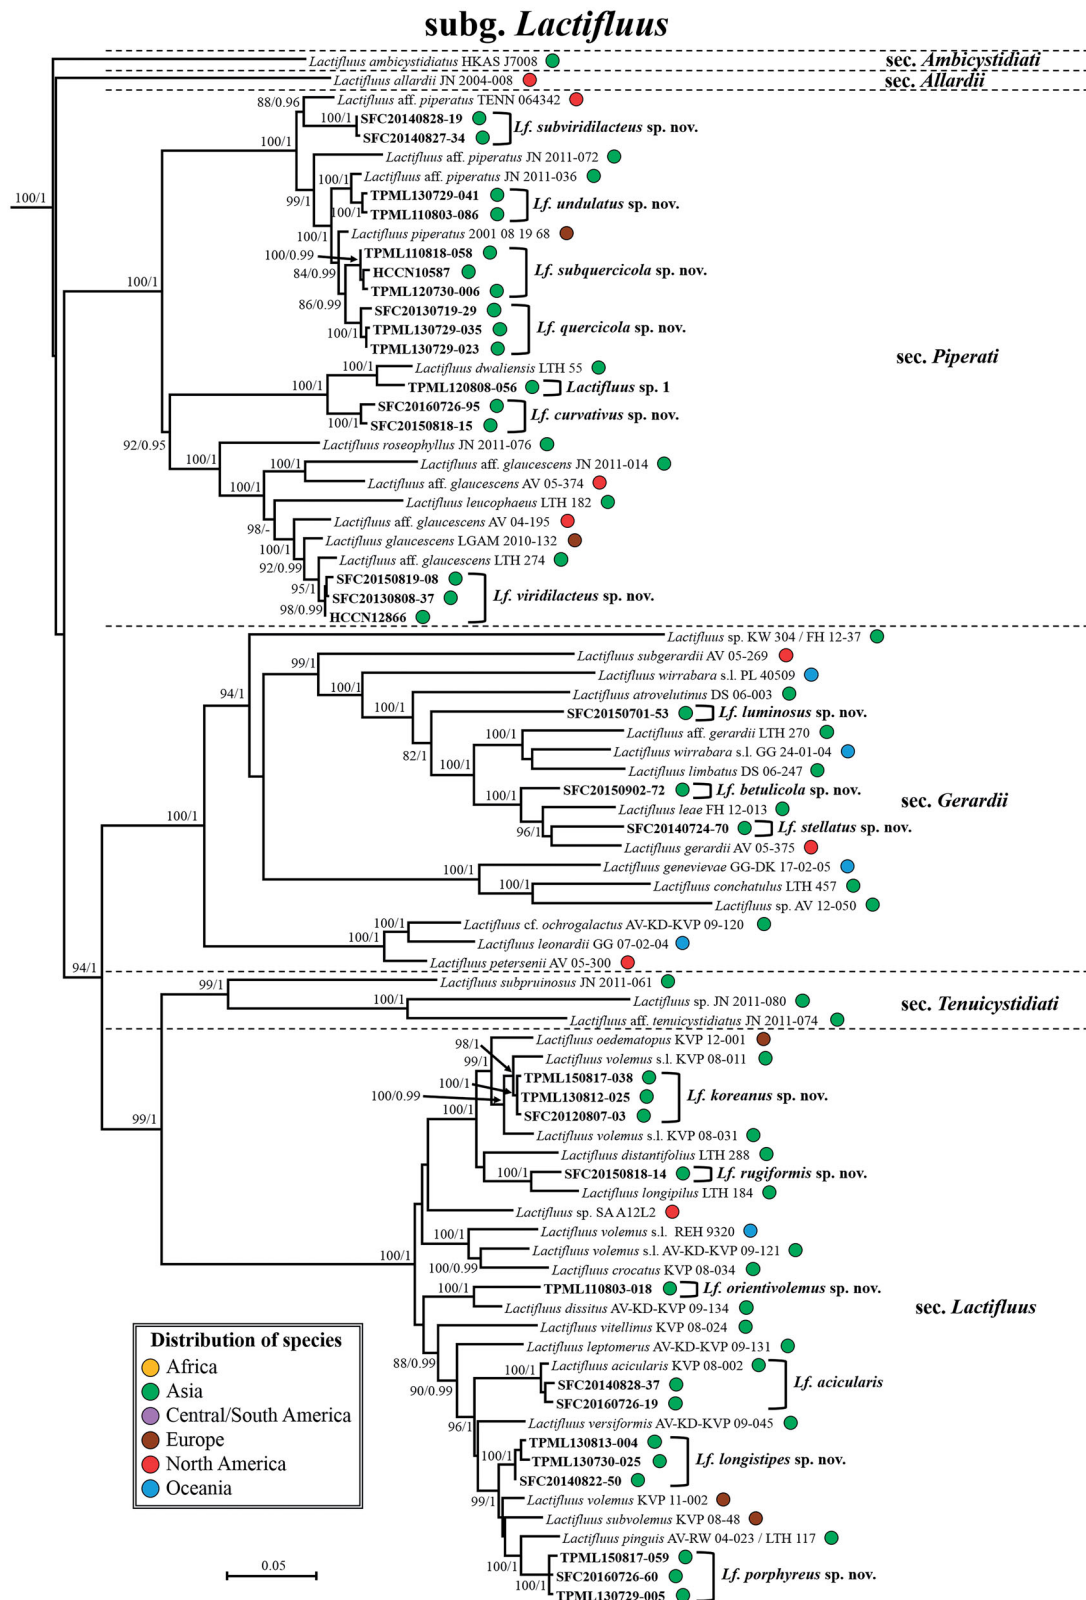 subg. Lactifluus
Lactifluus ambicystidiatus HKAS J7008
sec. Ambicystidiati
Lactifluus allardii JN 2004-008
sec. Allardii
88/0.96
Lactifluus aff. piperatus TENN 064342
100/1
SFC20140828-19
Lf. subviridilacteus sp. nov.
SFC20140827-34
100/1
Lactifluus aff. piperatus JN 2011-072
Lactifluus aff. piperatus JN 2011-036
100/1
99/1
TPML130729-041
Lf. undulatus sp. nov.
100/1
TPML110803-086
100/1
100/1
Lactifluus piperatus 2001 08 19 68
100/0.99
TPML110818-058
84/0.99
HCCN10587
Lf. subquercicola sp. nov.
100/1
TPML120730-006
86/0.99
SFC20130719-29
TPML130729-035
Lf. quercicola sp. nov.
100/1
TPML130729-023
sec. Piperati
100/1
Lactifluus dwaliensis LTH 55
100/1
TPML120808-056
Lactifluus sp. 1
SFC20160726-95
Lf. curvativus sp. nov.
100/1
SFC20150818-15
92/0.95
Lactifluus roseophyllus JN 2011-076
100/1
100/1
Lactifluus aff. glaucescens JN 2011-014
Lactifluus aff. glaucescens AV 05-374
100/1
Lactifluus leucophaeus LTH 182
98/-
Lactifluus aff. glaucescens AV 04-195
100/1
Lactifluus glaucescens LGAM 2010-132
92/0.99
Lactifluus aff. glaucescens LTH 274
95/1
SFC20150819-08
SFC20130808-37
Lf. viridilacteus sp. nov.
98/0.99
HCCN12866
Lactifluus sp. KW 304 / FH 12-37
99/1
Lactifluus subgerardii AV 05-269
94/1
100/1
Lactifluus wirrabara s.l. PL 40509
Lactifluus atrovelutinus DS 06-003
SFC20150701-53
Lf. luminosus sp. nov.
82/1
Lactifluus aff. gerardii LTH 270
Lactifluus wirrabara s.l. GG 24-01-04
100/1
Lactifluus limbatus DS 06-247
100/1
SFC20150902-72
Lf. betulicola sp. nov.
sec. Gerardii
Lactifluus leae FH 12-013
100/1
96/1
SFC20140724-70
Lf. stellatus sp. nov.
Lactifluus gerardii AV 05-375
100/1
Lactifluus genevievae GG-DK 17-02-05
100/1
Lactifluus conchatulus LTH 457
Lactifluus sp. AV 12-050
100/1
Lactifluus cf. ochrogalactus AV-KD-KVP 09-120
100/1
Lactifluus leonardii GG 07-02-04
Lactifluus petersenii AV 05-300
94/1
99/1
Lactifluus subpruinosus JN 2011-061
100/1
Lactifluus sp. JN 2011-080
sec. Tenuicystidiati
Lactifluus aff. tenuicystidiatus JN 2011-074
98/1
Lactifluus oedematopus KVP 12-001
99/1
Lactifluus volemus s.l. KVP 08-011
100/1
TPML150817-038
100/0.99
TPML130812-025
Lf. koreanus sp. nov.
SFC20120807-03
100/1
99/1
Lactifluus volemus s.l. KVP 08-031
Lactifluus distantifolius LTH 288
100/1
SFC20150818-14
Lf. rugiformis sp. nov.
Lactifluus longipilus LTH 184
Lactifluus sp. SA A12L2
100/1
Lactifluus volemus s.l. REH 9320
100/1
Lactifluus volemus s.l. AV-KD-KVP 09-121
100/0.99
Lactifluus crocatus KVP 08-034
100/1
TPML110803-018
Lf. orientivolemus sp. nov.
Lactifluus dissitus AV-KD-KVP 09-134
sec. Lactifluus
Lactifluus vitellinus KVP 08-024
Lactifluus leptomerus AV-KD-KVP 09-131
88/0.99
100/1
Lactifluus acicularis KVP 08-002
90/0.99
SFC20140828-37
Lf. acicularis
SFC20160726-19
96/1
Lactifluus versiformis AV-KD-KVP 09-045
TPML130813-004
100/1
TPML130730-025
Lf. longistipes sp. nov.
SFC20140822-50
99/1
Lactifluus volemus KVP 11-002
Lactifluus subvolemus KVP 08-48
Lactifluus pinguis AV-RW 04-023 / LTH 117
100/1
TPML150817-059
SFC20160726-60
Lf. porphyreus sp. nov.
100/1
TPML130729-005
Distribution of species
Africa
Asia
Central/South America
Europe
North America
Oceania
0.05